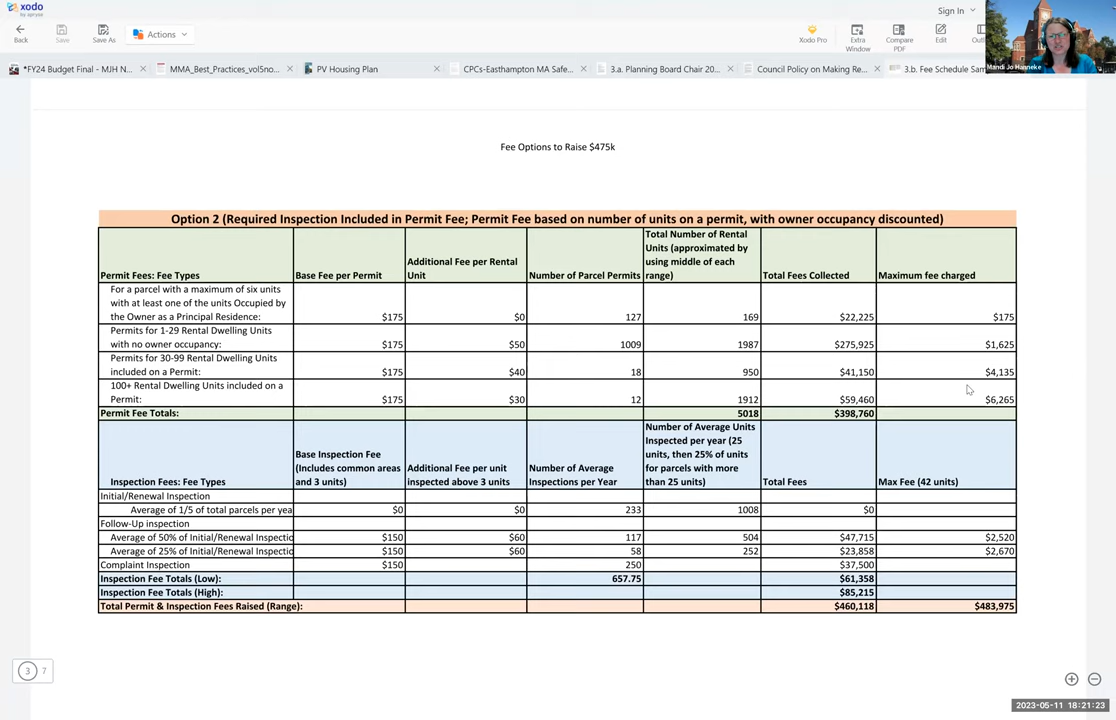 xodo
by apryse
Sign In
Back
Save
Save As
Actions
Xodo Pro
Extra
Window
Compare
PDF
Edit
Mandi Jo Hanneke
*FY24 Budget Final - MJH N...
MMA_Best_Practices_vol5no...
PV Housing Plan
CPCs-Easthampton MA Safe...
3.a. Planning Board Chair 20...
Council Policy on Making Re...
3.b. Fee Schedule Sam
Fee Options to Raise $475k
Option 2 (Required Inspection Included in Permit Fee; Permit Fee based on number of units on a permit, with owner occupancy discounted)
Permit Fees: Fee Types
Base Fee per Permit
Additional Fee per Rental
Unit
Number of Parcel Permits
Total Number of Rental
Units (approximated by
using middle of each
range)
Total Fees Collected
Maximum fee charged
For a parcel with a maximum of six units
with at least one of the units Occupied by
the Owner as a Principal Residence: $175 $0 127 169 $22,225 $175
Permits for 1-29 Rental Dwelling Units
with no owner occupancy: $175 $50 1009 1987 $275,925 $1,625
Permits for 30-99 Rental Dwelling Units
included on a Permit: $175 $40 18 950 $41,150 $4,135
100+ Rental Dwelling Units included on a
Permit: $175 $30 12 1912 $59,460 $6,265
Permit Fee Totals: 5018 $398,760
Inspection Fees: Fee Types
Base Inspection Fee
(Includes common areas
and 3 units)
Additional Fee per unit
inspected above 3 units
Number of Average
Inspections per Year
Number of Average Units
Inspected per year (25
units, then 25% of units
for parcels with more
than 25 units)
Total Fees
Max Fee (42 units)
Initial/Renewal Inspection
Average of 1/5 of total parcels per yea $0 $0 233 1008 $0
Follow-Up inspection
Average of 50% of Initial/Renewal Inspectio $150 $60 117 504 $47,715 $2,520
Average of 25% of Initial/Renewal Inspectio $150 $60 58 252 $23,858 $2,670
Complaint Inspection $150 250 $37,500
Inspection Fee Totals (Low): 657.75 $61,358
Inspection Fee Totals (High): $85,215
Total Permit & Inspection Fees Raised (Range): $460,118 $483,975
3 7
2023-05-11 18:21:23